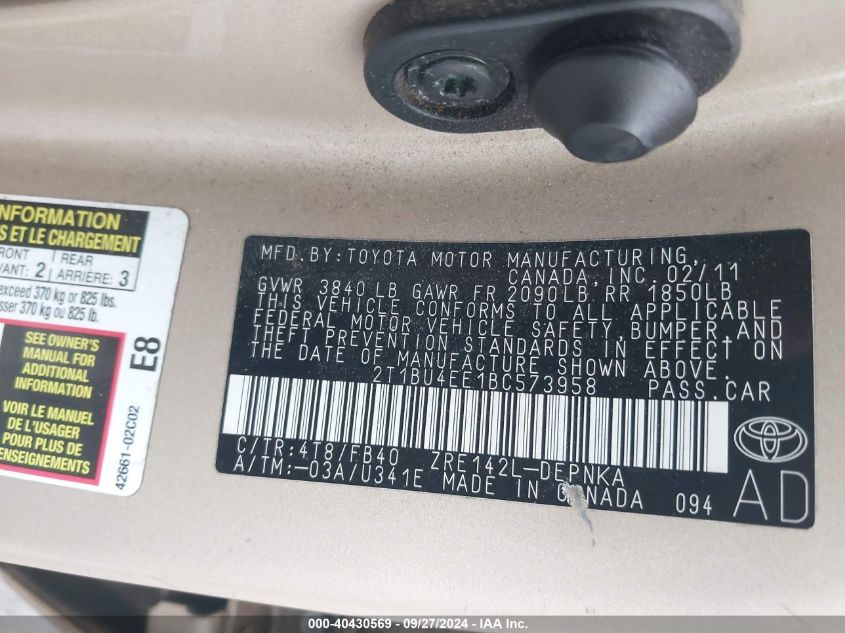 NFORMATION
S ET LE CHARGEMENT
FRONT | REAR
VANT: 2 | ARRIÈRE: 3
exceed 370 kg or 825 lbs.
sser 370 kg ou 825 lb.
SEE OWNER'S
MANUAL FOR
ADDITIONAL
INFORMATION
VOIR LE MANUEL
DE L'USAGER
POUR PLUS DE
RENSEIGNEMENTS
E8
42661-02C02
MFD. BY: TOYOTA MOTOR MANUFACTURING,
CANADA, INC. 02/11
GVWR 3840 LB GAWR FR 2090 LB RR 1850LB
THIS VEHICLE CONFORMS TO ALL APPLICABLE
FEDERAL MOTOR VEHICLE SAFETY, BUMPER, AND
THEFT PREVENTION STANDARDS IN EFFECT ON
THE DATE OF MANUFACTURE SHOWN ABOVE.
2T1BU4EE1BC573958 PASS.CAR
C/TR: 4T8/FB40 ZRE142L-DEPNKA
A/TM: -03A/U341E MADE IN CANADA 094
AD
000-40430569 - 09/27/2024 - IAA Inc.